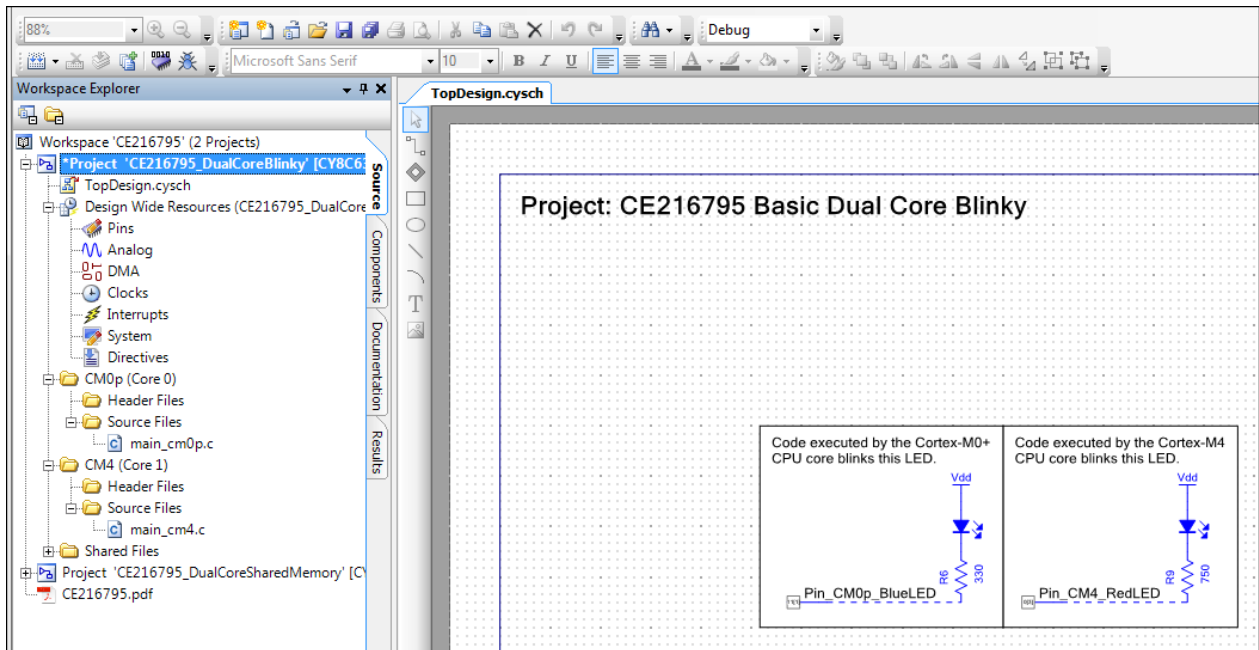 88%
Debug
Microsoft Sans Serif
10
B I U
A
Workspace Explorer
TopDesign.cysch
Workspace 'CE216795' (2 Projects)
*Project 'CE216795_DualCoreBlinky' [CY8C6
TopDesign.cysch
Design Wide Resources (CE216795_DualCore
Pins
Analog
DMA
Clocks
Interrupts
System
Directives
CM0p (Core 0)
Header Files
Source Files
main_cm0p.c
CM4 (Core 1)
Header Files
Source Files
main_cm4.c
Shared Files
Project 'CE216795_DualCoreSharedMemory' [C
CE216795.pdf
Source
Components
Documentation
Results
T
Project: CE216795 Basic Dual Core Blinky
Code executed by the Cortex-M0+
CPU core blinks this LED.
Vdd
R6
330
Pin_CM0p_BlueLED
Code executed by the Cortex-M4
CPU core blinks this LED.
Vdd
R9
750
Pin_CM4_RedLED